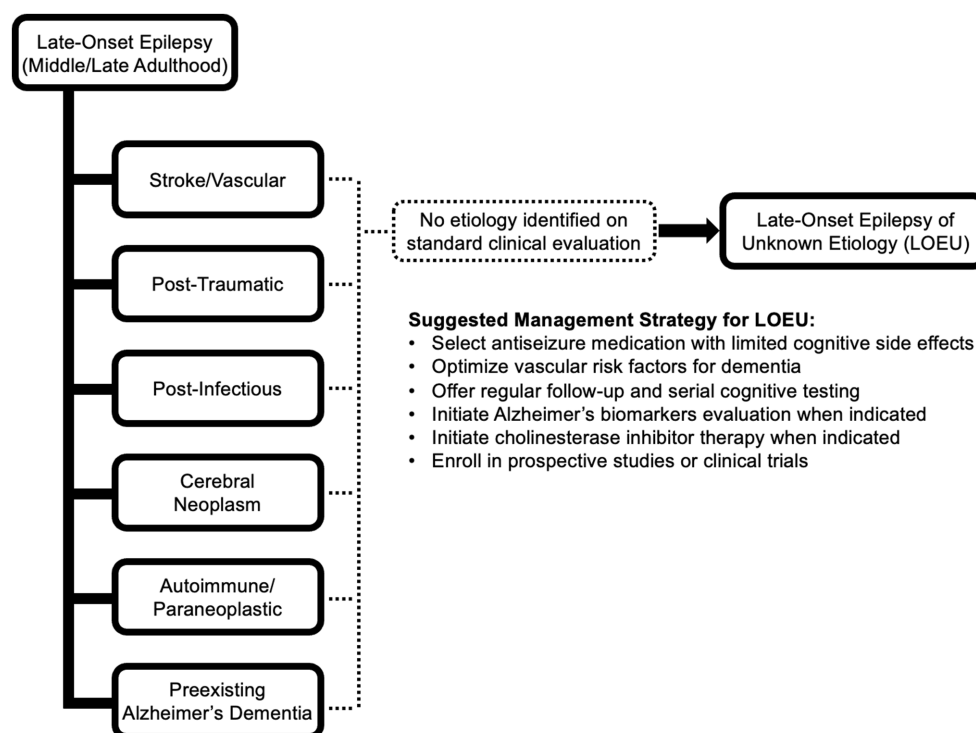 Late-Onset Epilepsy
(Middle/Late Adulthood)
Stroke/Vascular
Post-Traumatic
Post-Infectious
Cerebral
Neoplasm
Autoimmune/
Paraneoplastic
Preexisting
Alzheimer's Dementia
No etiology identified on
standard clinical evaluation
Late-Onset Epilepsy of
Unknown Etiology (LOEU)
Suggested Management Strategy for LOEU:
• Select antiseizure medication with limited cognitive side effects
• Optimize vascular risk factors for dementia
• Offer regular follow-up and serial cognitive testing
• Initiate Alzheimer's biomarkers evaluation when indicated
• Initiate cholinesterase inhibitor therapy when indicated
• Enroll in prospective studies or clinical trials